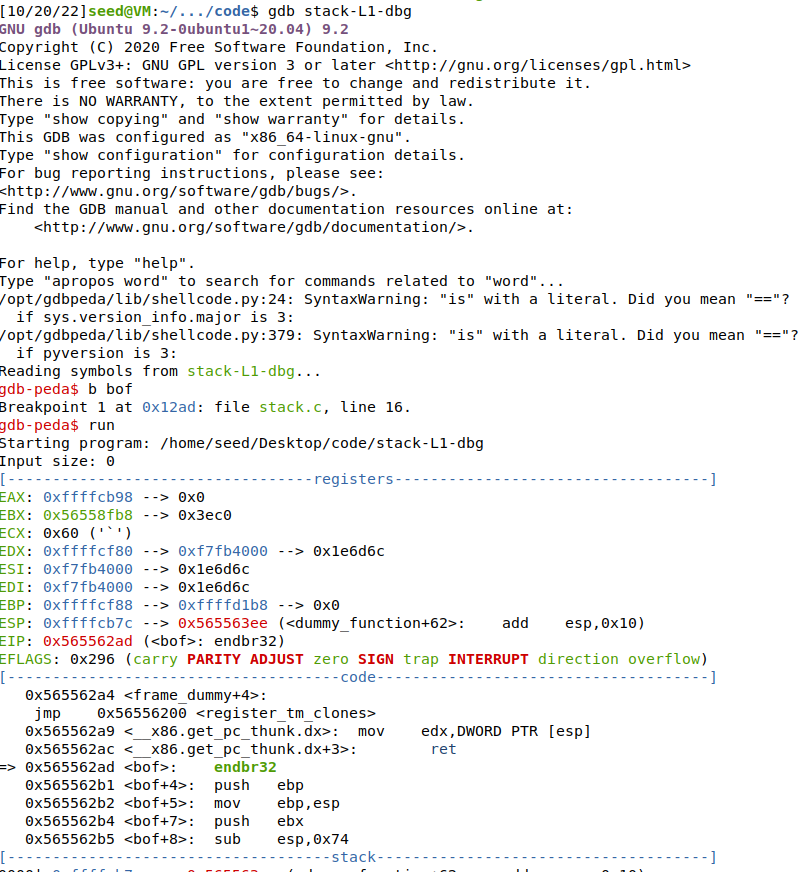 [10/20/22]seed@VM:~/.../code$ gdb stack-L1-dbg
GNU gdb (Ubuntu 9.2-0ubuntu1~20.04) 9.2
Copyright (C) 2020 Free Software Foundation, Inc.
License GPLv3+: GNU GPL version 3 or later <http://gnu.org/licenses/gpl.html>
This is free software: you are free to change and redistribute it.
There is NO WARRANTY, to the extent permitted by law.
Type "show copying" and "show warranty" for details.
This GDB was configured as "x86_64-linux-gnu".
Type "show configuration" for configuration details.
For bug reporting instructions, please see:
<http://www.gnu.org/software/gdb/bugs/>.
Find the GDB manual and other documentation resources online at:
    <http://www.gnu.org/software/gdb/documentation/>.

For help, type "help".
Type "apropos word" to search for commands related to "word"...
/opt/gdbpeda/lib/shellcode.py:24: SyntaxWarning: "is" with a literal. Did you mean "=="?
  if sys.version_info.major is 3:
/opt/gdbpeda/lib/shellcode.py:379: SyntaxWarning: "is" with a literal. Did you mean "=="?
  if pyversion is 3:
Reading symbols from stack-L1-dbg...
gdb-peda$ b bof
Breakpoint 1 at 0x12ad: file stack.c, line 16.
gdb-peda$ run
Starting program: /home/seed/Desktop/code/stack-L1-dbg
Input size: 0
[----------------------------------registers-----------------------------------]
EAX: 0xffffcb98 --> 0x0
EBX: 0x56558fb8 --> 0x3ec0
ECX: 0x60 ('`')
EDX: 0xffffcf80 --> 0xf7fb4000 --> 0x1e6d6c
ESI: 0xf7fb4000 --> 0x1e6d6c
EDI: 0xf7fb4000 --> 0x1e6d6c
EBP: 0xffffcf88 --> 0xffffd1b8 --> 0x0
ESP: 0xffffcb7c --> 0x565563ee (<dummy_function+62>:    add    esp,0x10)
EIP: 0x565562ad (<bof>: endbr32)
EFLAGS: 0x296 (carry PARITY ADJUST zero SIGN trap INTERRUPT direction overflow)
[-------------------------------------code-------------------------------------]
   0x565562a4 <frame_dummy+4>:
    jmp    0x56556200 <register_tm_clones>
   0x565562a9 <__x86.get_pc_thunk.dx>:  mov    edx,DWORD PTR [esp]
   0x565562ac <__x86.get_pc_thunk.dx+3>:        ret
=> 0x565562ad <bof>:    endbr32
   0x565562b1 <bof+4>:  push   ebp
   0x565562b2 <bof+5>:  mov    ebp,esp
   0x565562b4 <bof+7>:  push   ebx
   0x565562b5 <bof+8>:  sub    esp,0x74
[------------------------------------stack-------------------------------------]